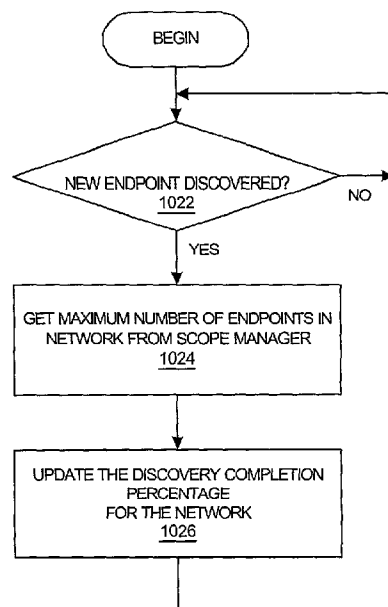 BEGIN
NEW ENDPOINT DISCOVERED?
1022
NO
YES
GET MAXIMUM NUMBER OF ENDPOINTS IN
NETWORK FROM SCOPE MANAGER
1024
UPDATE THE DISCOVERY COMPLETION
PERCENTAGE
FOR THE NETWORK
1026